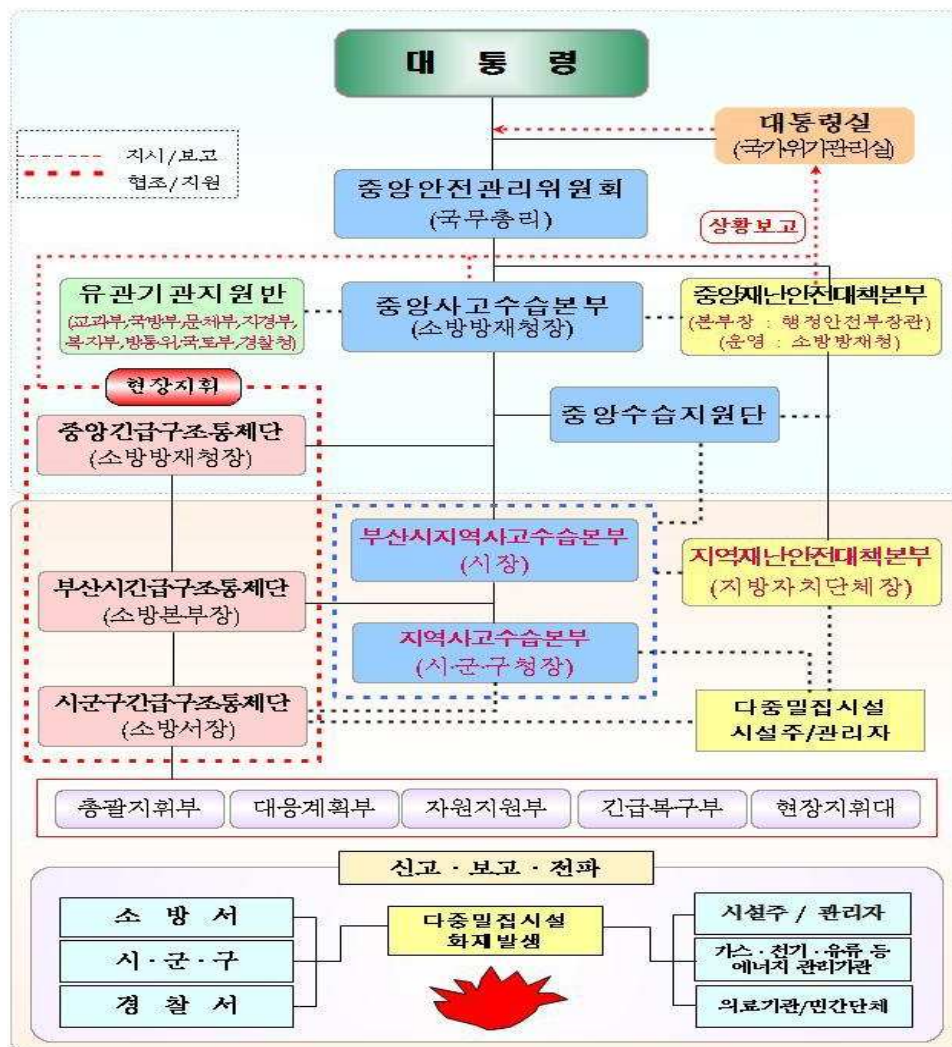 대 통 령
대통령실
(국가위기관리실)
지시/보고
협조/지원
중앙안전관리위원회
(국무총리)
상황보고
유관기관지원반
(교과부,국방부,문체부,지경부,
복지부,방통위,국토부,경찰청)
중앙사고수습본부
(소방방재청장)
중앙재난안전대책본부
(본부장 : 행정안전부장관)
(운영 : 소방방재청)
현장지휘
중앙수습지원단
중앙긴급구조통제단
(소방방재청장)
부산시지역사고수습본부
(시장)
지역재난안전대책본부
(지방자치단체장)
부산시긴급구조통제단
(소방본부장)
지역사고수습본부
(시·군·구청장)
시군구긴급구조통제단
(소방서장)
다중밀집시설
시설주/관리자
총괄지휘부
대응계획부
자원지원부
긴급복구부
현장지휘대
신고 · 보고 · 전파
소 방 서
시 · 군 · 구
경 찰 서
다중밀집시설
화재발생
시설주 / 관리자
가스 · 전기 · 유류 등
에너지 관리기관
의료기관/민간단체